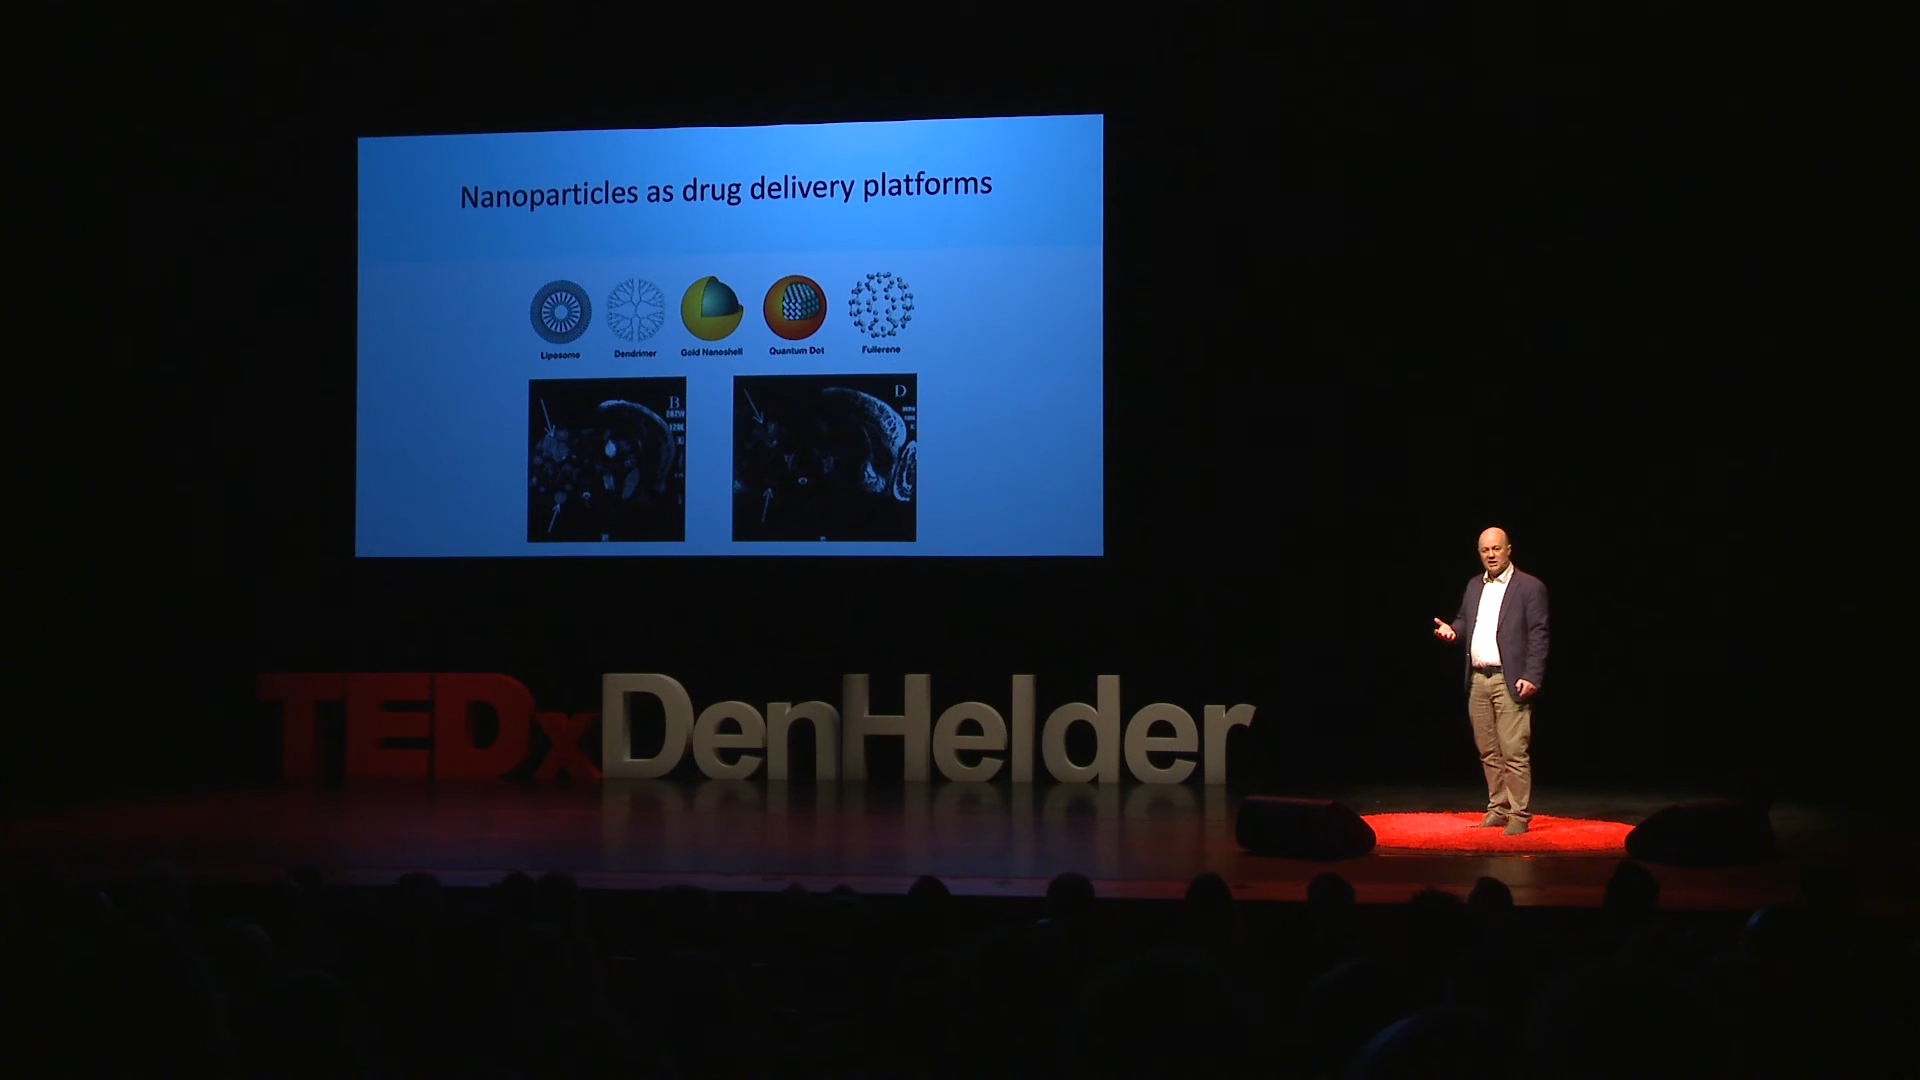 Nanoparticles as drug delivery platforms
Liposome
Dendrimer
Gold Nanoshell
Quantum Dot
Fullerene
B
D
TEDxDenHelder